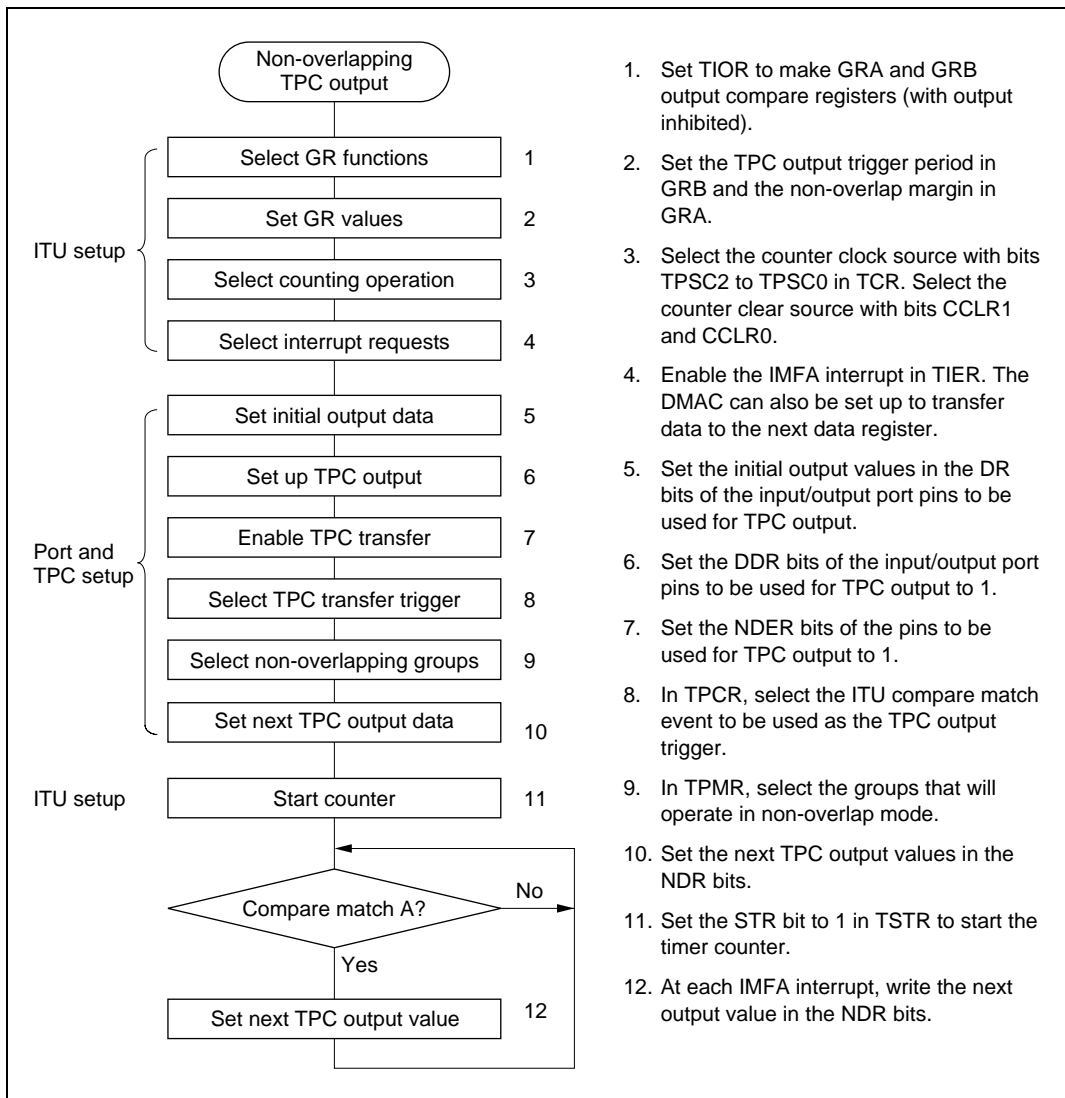 Non-overlapping
TPC output
Select GR functions 1
Set GR values 2
ITU setup
Select counting operation 3
Select interrupt requests 4
Set initial output data 5
Set up TPC output 6
Enable TPC transfer 7
Port and
TPC setup
Select TPC transfer trigger 8
Select non-overlapping groups 9
Set next TPC output data 10
ITU setup
Start counter 11
Compare match A?
No
Yes
Set next TPC output value 12
1. Set TIOR to make GRA and GRB
output compare registers (with output
inhibited).
2. Set the TPC output trigger period in
GRB and the non-overlap margin in
GRA.
3. Select the counter clock source with bits
TPSC2 to TPSC0 in TCR. Select the
counter clear source with bits CCLR1
and CCLR0.
4. Enable the IMFA interrupt in TIER. The
DMAC can also be set up to transfer
data to the next data register.
5. Set the initial output values in the DR
bits of the input/output port pins to be
used for TPC output.
6. Set the DDR bits of the input/output port
pins to be used for TPC output to 1.
7. Set the NDER bits of the pins to be
used for TPC output to 1.
8. In TPCR, select the ITU compare match
event to be used as the TPC output
trigger.
9. In TPMR, select the groups that will
operate in non-overlap mode.
10. Set the next TPC output values in the
NDR bits.
11. Set the STR bit to 1 in TSTR to start the
timer counter.
12. At each IMFA interrupt, write the next
output value in the NDR bits.